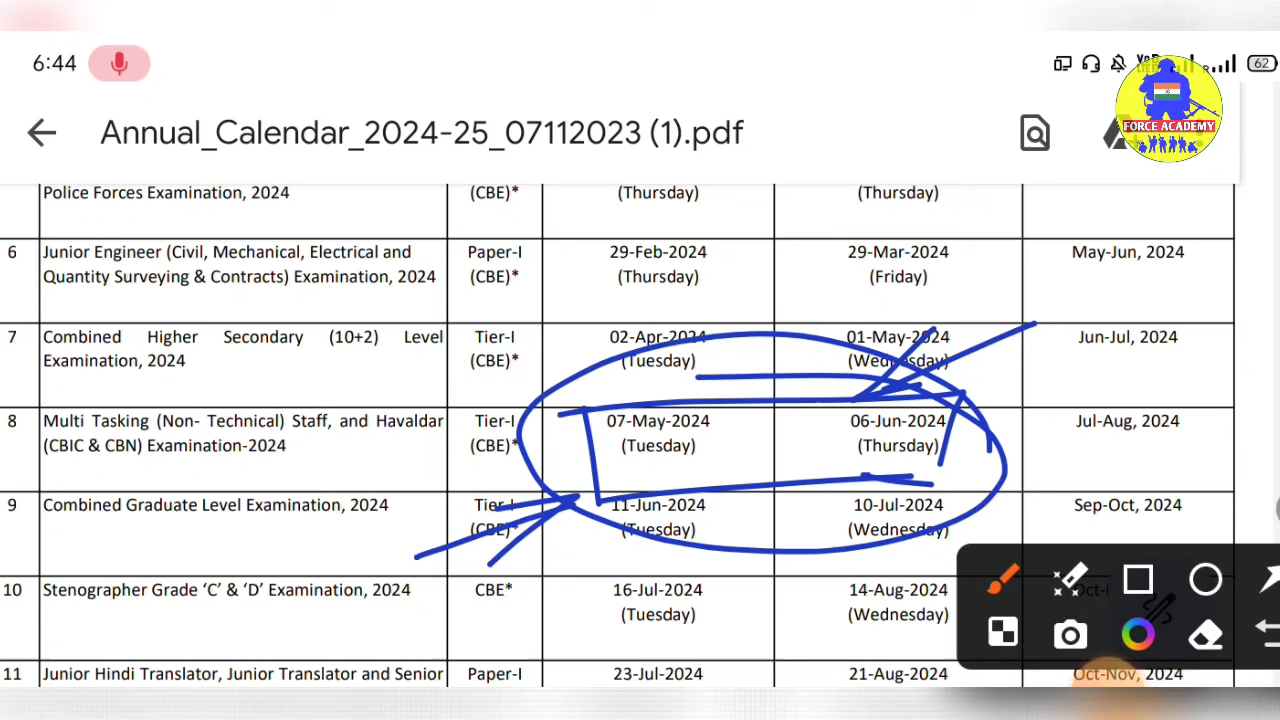 6:44
62
FORCE ACADEMY
Annual_Calendar_2024-25_07112023 (1).pdf
Police Forces Examination, 2024 (CBE)* (Thursday) (Thursday)
6 Junior Engineer (Civil, Mechanical, Electrical and Paper-I 29-Feb-2024 29-Mar-2024 May-Jun, 2024
Quantity Surveying & Contracts) Examination, 2024 (CBE)* (Thursday) (Friday)
7 Combined Higher Secondary (10+2) Level Tier-I 02-Apr-2024 01-May-2024 Jun-Jul, 2024
Examination, 2024 (CBE)* (Tuesday) (Wednesday)
8 Multi Tasking (Non- Technical) Staff, and Havaldar Tier-I 07-May-2024 06-Jun-2024 Jul-Aug, 2024
(CBIC & CBN) Examination-2024 (CBE)* (Tuesday) (Thursday)
9 Combined Graduate Level Examination, 2024 Tier-I 11-Jun-2024 10-Jul-2024 Sep-Oct, 2024
(CBE)* (Tuesday) (Wednesday)
10 Stenographer Grade ‘C’ & ‘D’ Examination, 2024 CBE* 16-Jul-2024 14-Aug-2024
(Tuesday) (Wednesday)
11 Junior Hindi Translator, Junior Translator and Senior Paper-I 23-Jul-2024 21-Aug-2024 Oct-Nov, 2024